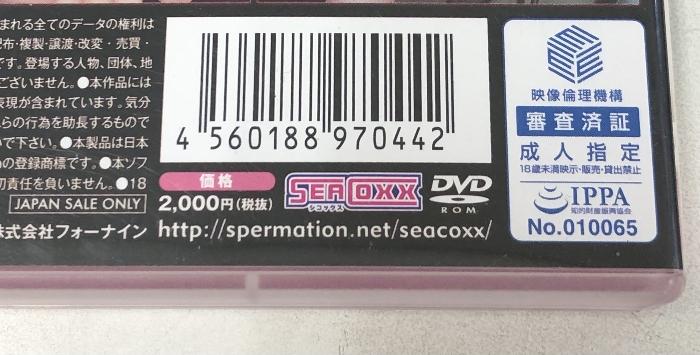 まれる全てのデータの権利は
布・複製・譲渡・改変・売買・
です。登場する人物、団体、地
ございません。●本作品には
表現が含まれています。気分
らの行為を助長するもので
いで下さい。●本製品は日本
の登録商標です。●本ソフ
切責任を負いません。●18
JAPAN SALE ONLY
株式会社フォーナイン
4 560188 970442
価格
2,000円(税抜)
SEACOXX
シコックス
DVD
ROM
http://spermation.net/seacoxx/
映像倫理機構
審査済証
成人指定
18歳未満映示・販売・貸出禁止
IPPA
知的財産振興協会
No.010065